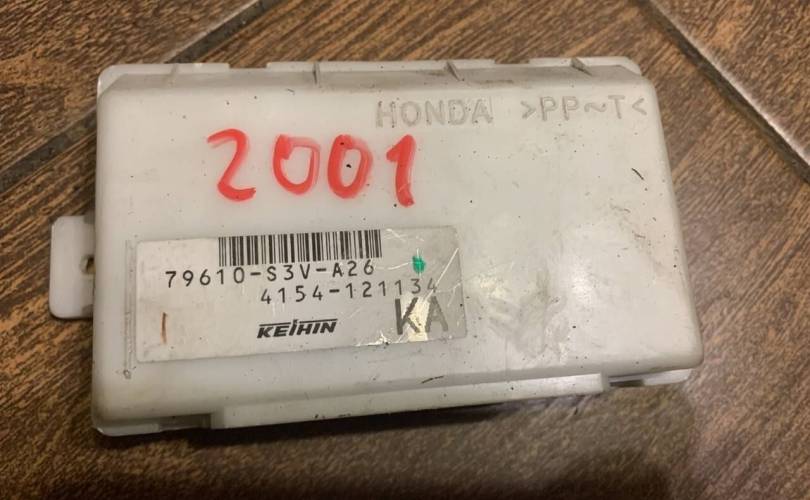 HONDA >PP~T<
2001
79610-S3V-A26
4154-121134
KEIHIN
KA